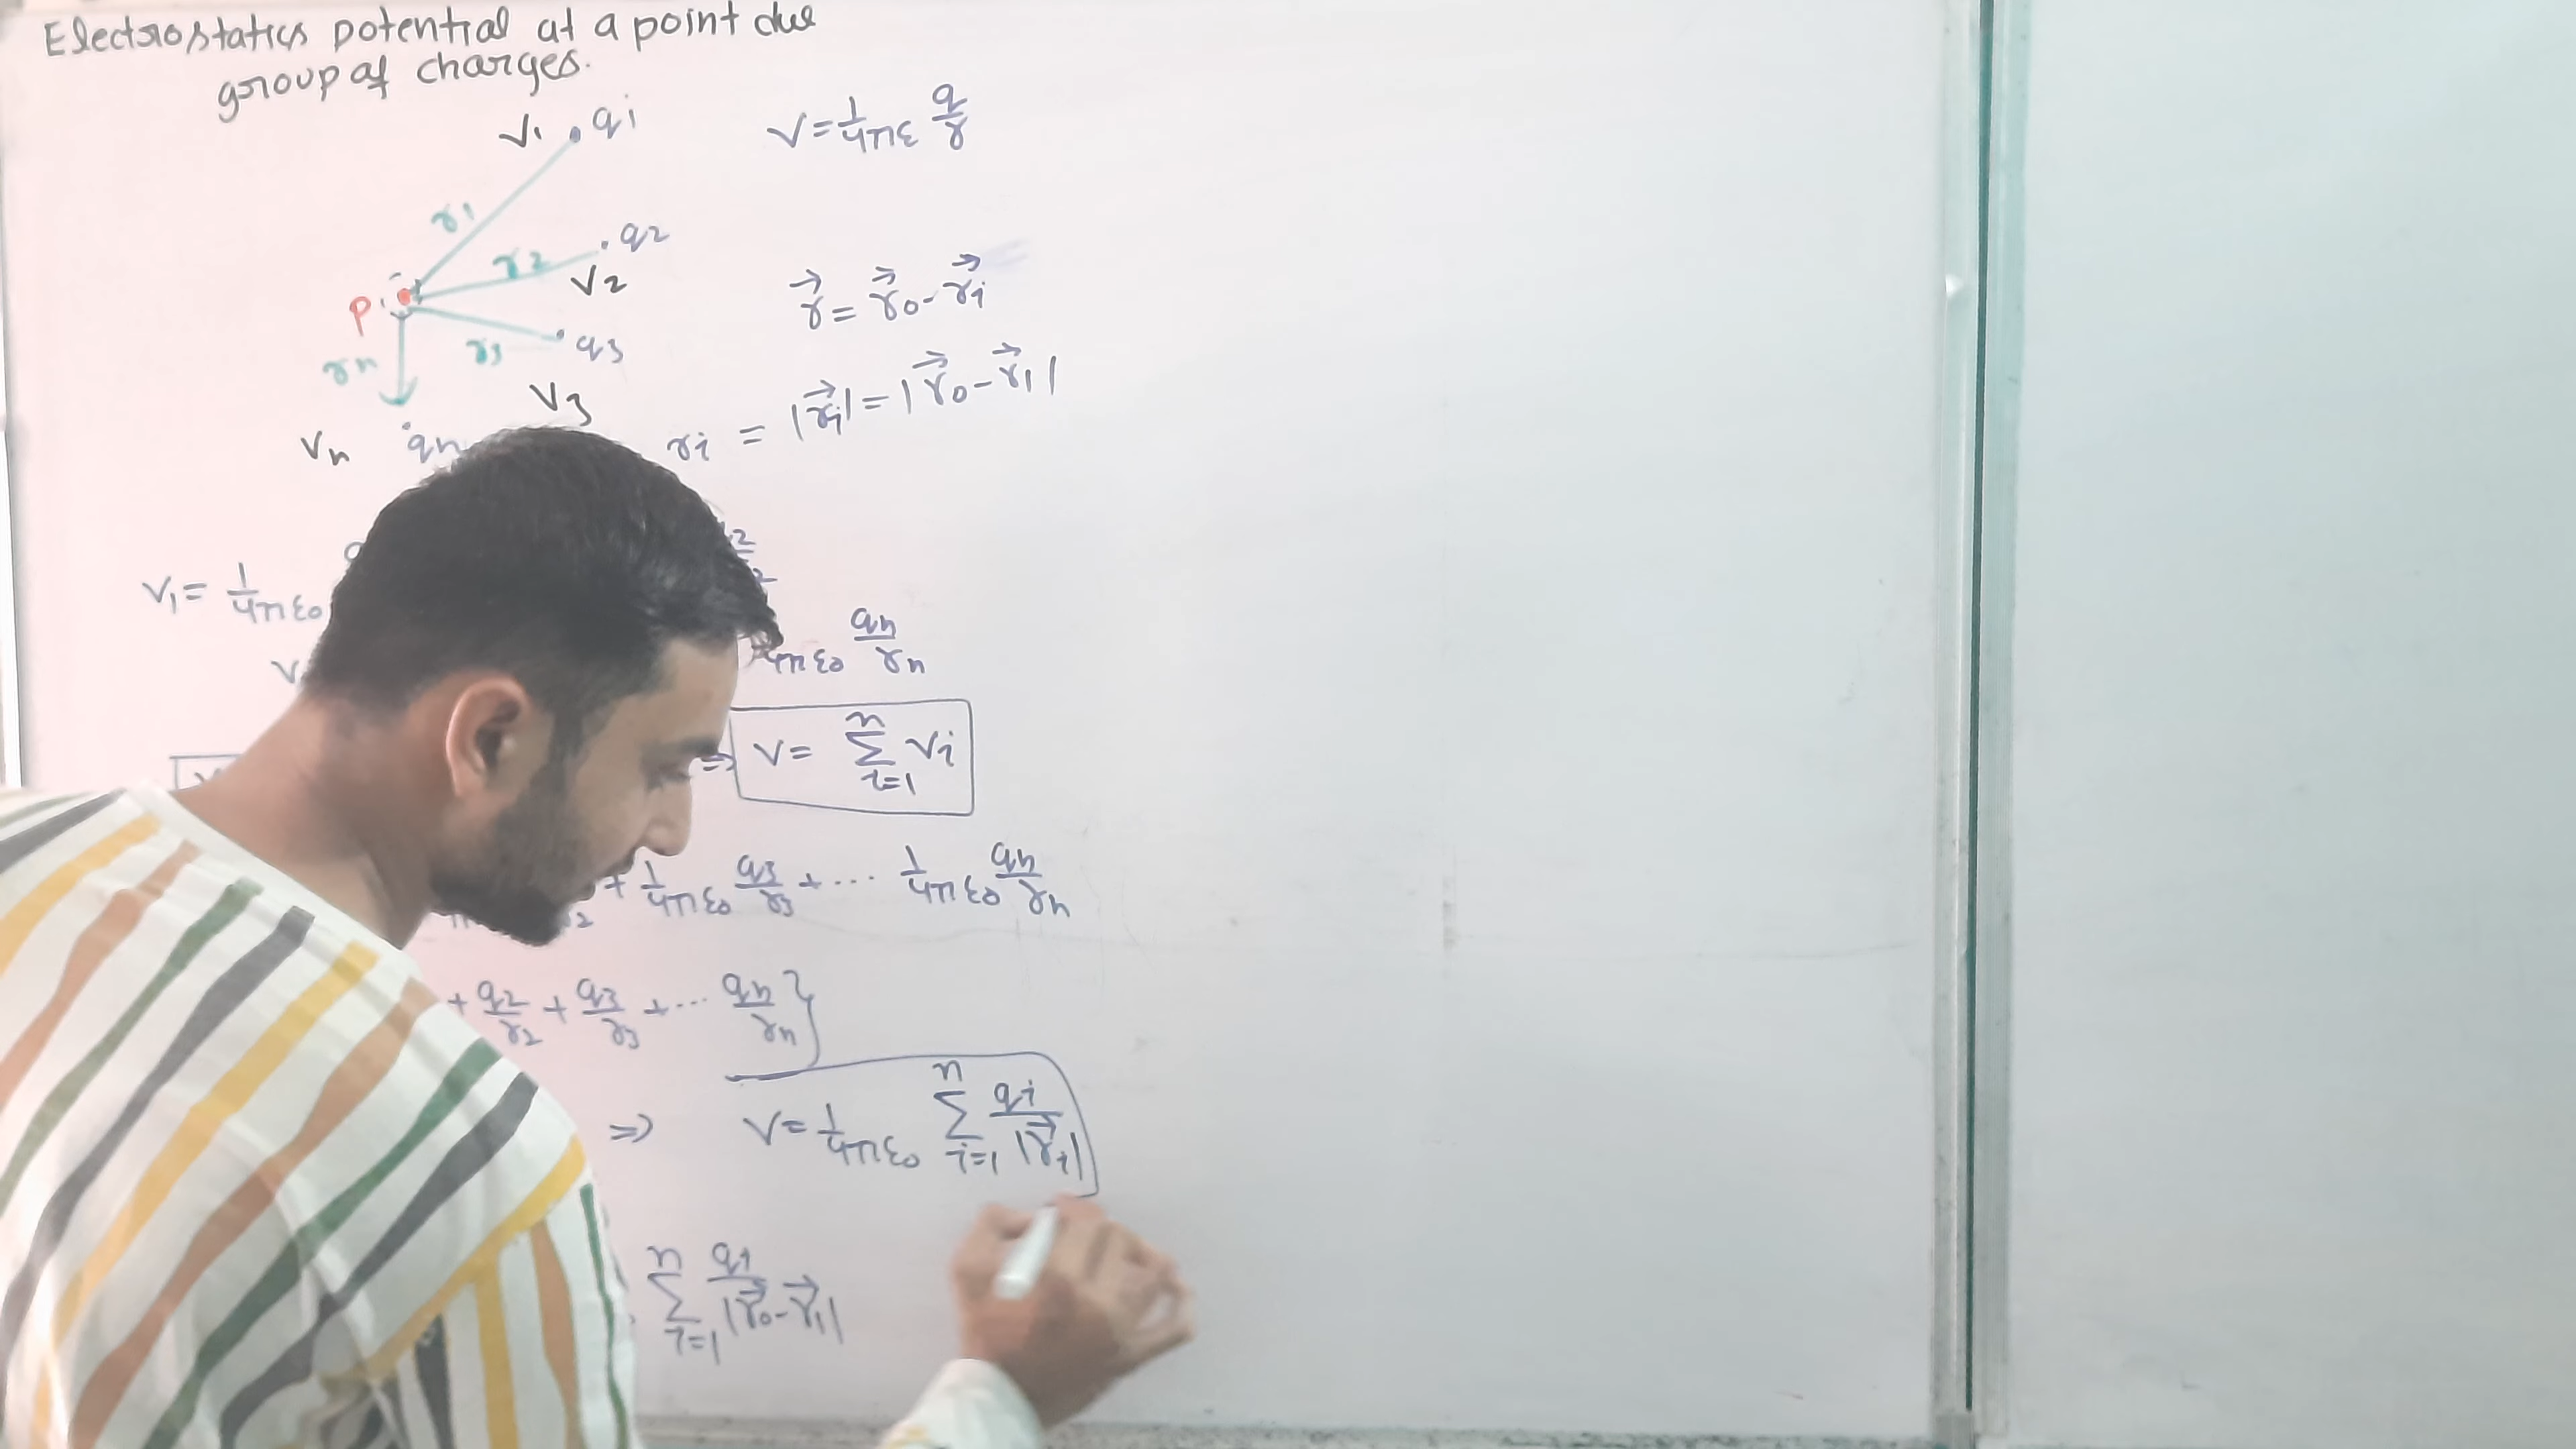 Electrostatics potential at a point due
group of charges.
V1 q1
V = 1/4πε q/r
r1
q2
r2 V2
r⃗ = r⃗0 - r⃗i
P
q3
rn r3
V3
ri = |r⃗i| = |r⃗0 - r⃗1|
Vn qn
V1 = 1/4πε0
4πε0 qn/rn
⇒ V = n Σ i=1 Vi
+ 1/4πε0 q3/r3 + ... 1/4πε0 qn/rn
+ q2/r2 + q3/r3 + ... qn/rn }
⇒ V = 1/4πε0 n Σ i=1 qi/|r⃗i|
n Σ i=1 qi/|r⃗0 - r⃗1|